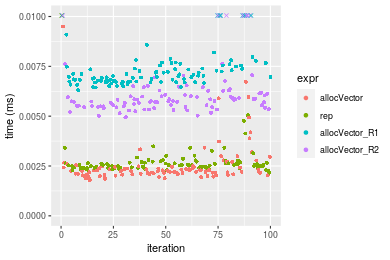 0.0100
0.0075
0.0050
0.0025
0.0000
time (ms)
0
25
50
75
100
iteration
expr
allocVector
rep
allocVector_R1
allocVector_R2